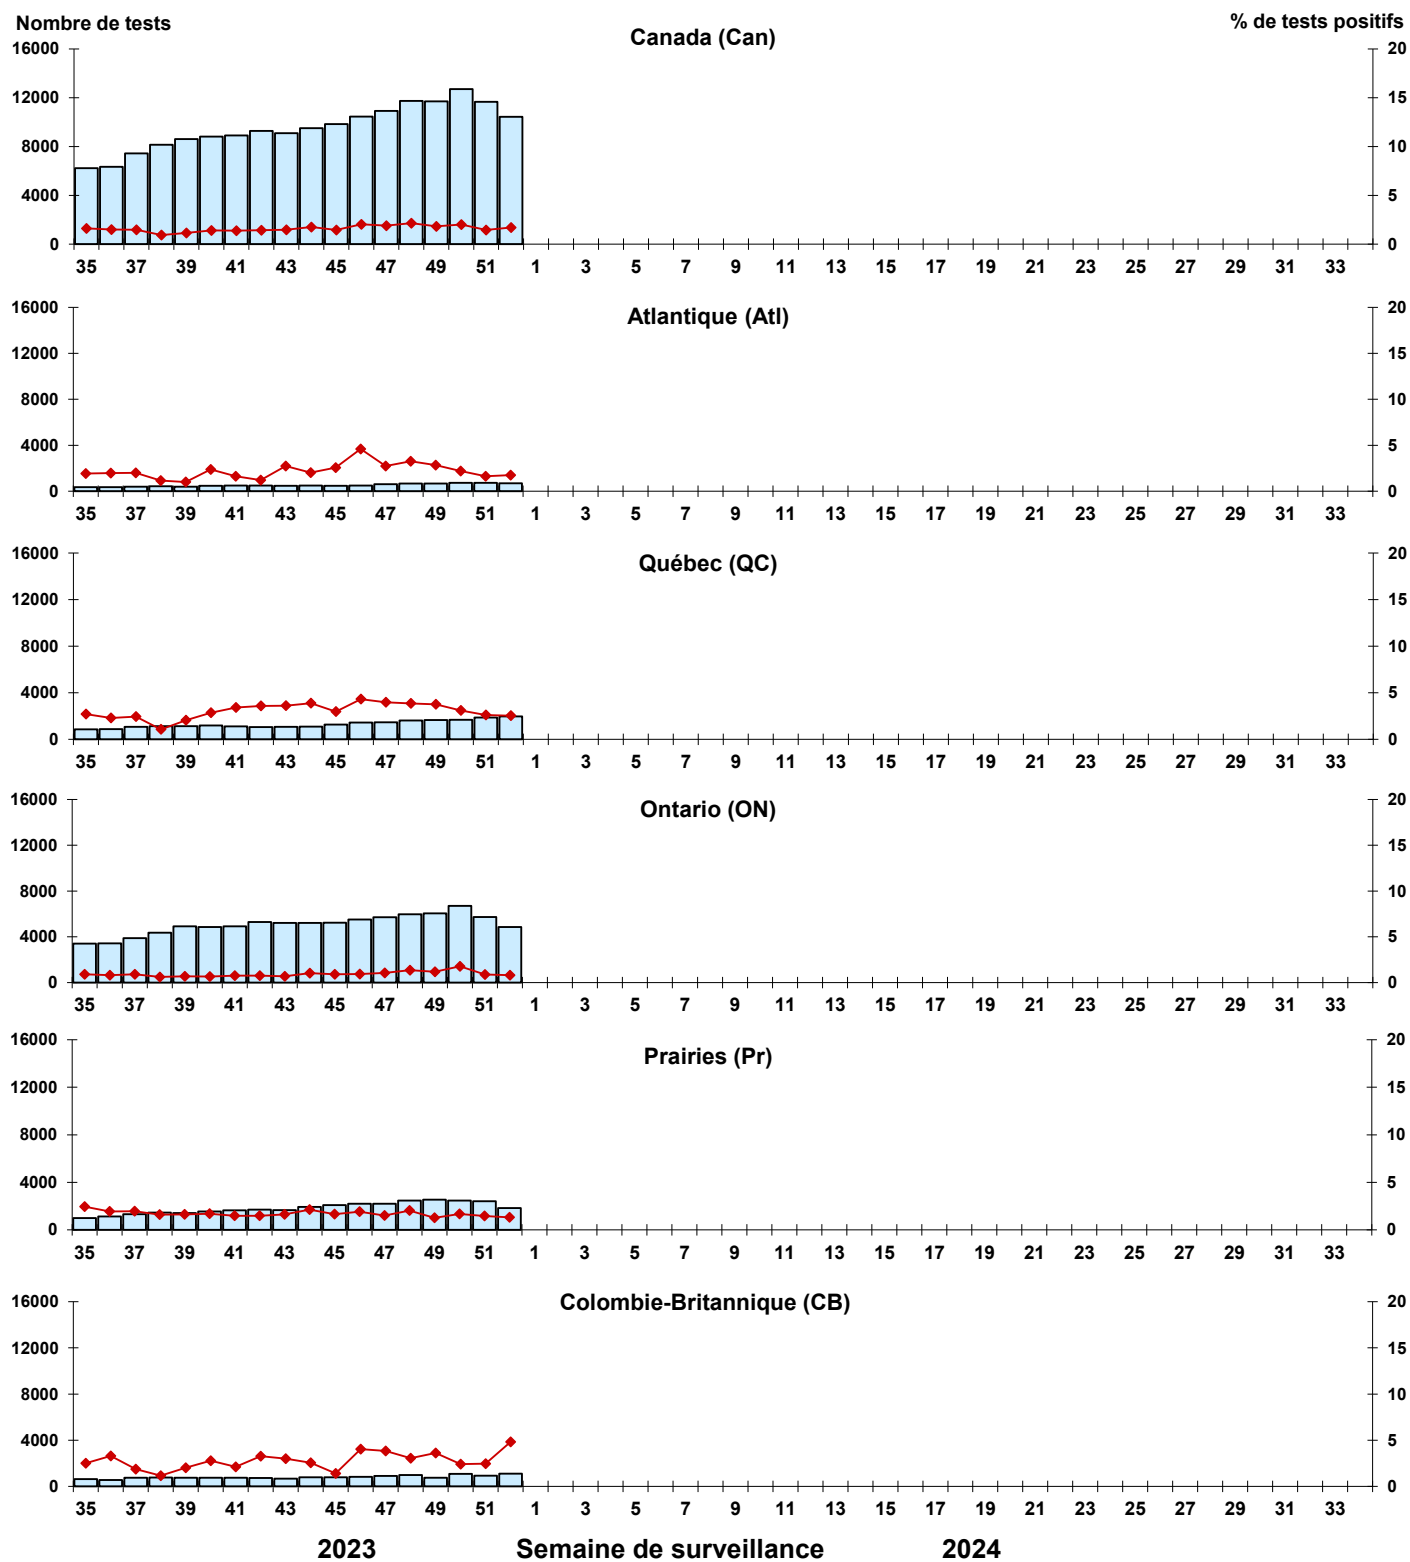 Nombre de tests
% de tests positifs
Canada (Can)
16000 20
12000 15
8000 10
4000 5
0 0
35 37 39 41 43 45 47 49 51 1 3 5 7 9 11 13 15 17 19 21 23 25 27 29 31 33
Atlantique (Atl)
16000 20
12000 15
8000 10
4000 5
0 0
35 37 39 41 43 45 47 49 51 1 3 5 7 9 11 13 15 17 19 21 23 25 27 29 31 33
Québec (QC)
16000 20
12000 15
8000 10
4000 5
0 0
35 37 39 41 43 45 47 49 51 1 3 5 7 9 11 13 15 17 19 21 23 25 27 29 31 33
Ontario (ON)
16000 20
12000 15
8000 10
4000 5
0 0
35 37 39 41 43 45 47 49 51 1 3 5 7 9 11 13 15 17 19 21 23 25 27 29 31 33
Prairies (Pr)
16000 20
12000 15
8000 10
4000 5
0 0
35 37 39 41 43 45 47 49 51 1 3 5 7 9 11 13 15 17 19 21 23 25 27 29 31 33
Colombie-Britannique (CB)
16000 20
12000 15
8000 10
4000 5
0 0
35 37 39 41 43 45 47 49 51 1 3 5 7 9 11 13 15 17 19 21 23 25 27 29 31 33
2023 Semaine de surveillance 2024